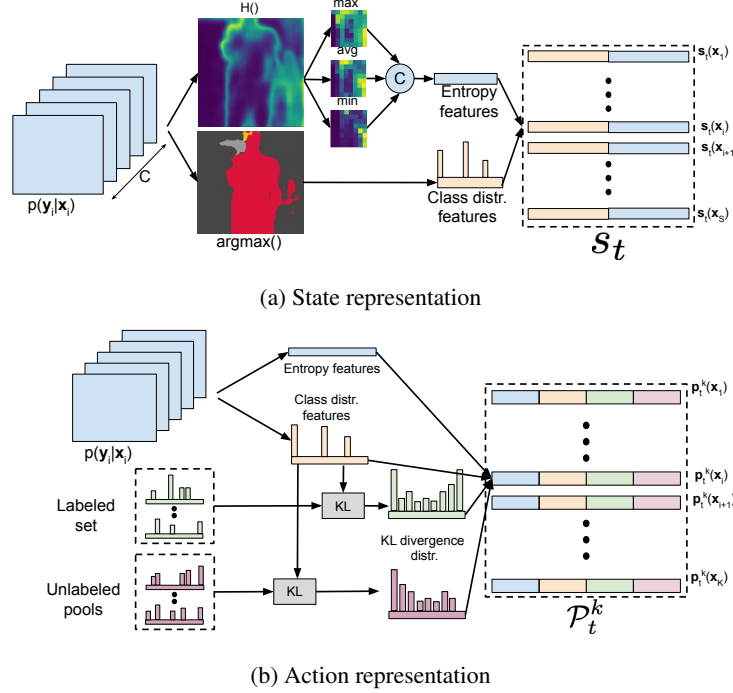 H()
max
avg
min
C
Entropy
features
C
p(y_i|x_i)
argmax()
Class distr.
features
s_t(x_1)
s_t(x_i)
s_t(x_{i+1})
s_t(x_S)
s_t
(a) State representation
p(y_i|x_i)
Entropy features
Class distr.
features
Labeled
set
KL
KL divergence
distr.
Unlabeled
pools
KL
p_t^k(x_1)
p_t^k(x_i)
p_t^k(x_{i+1})
p_t^k(x_K)
P_t^k
(b) Action representation